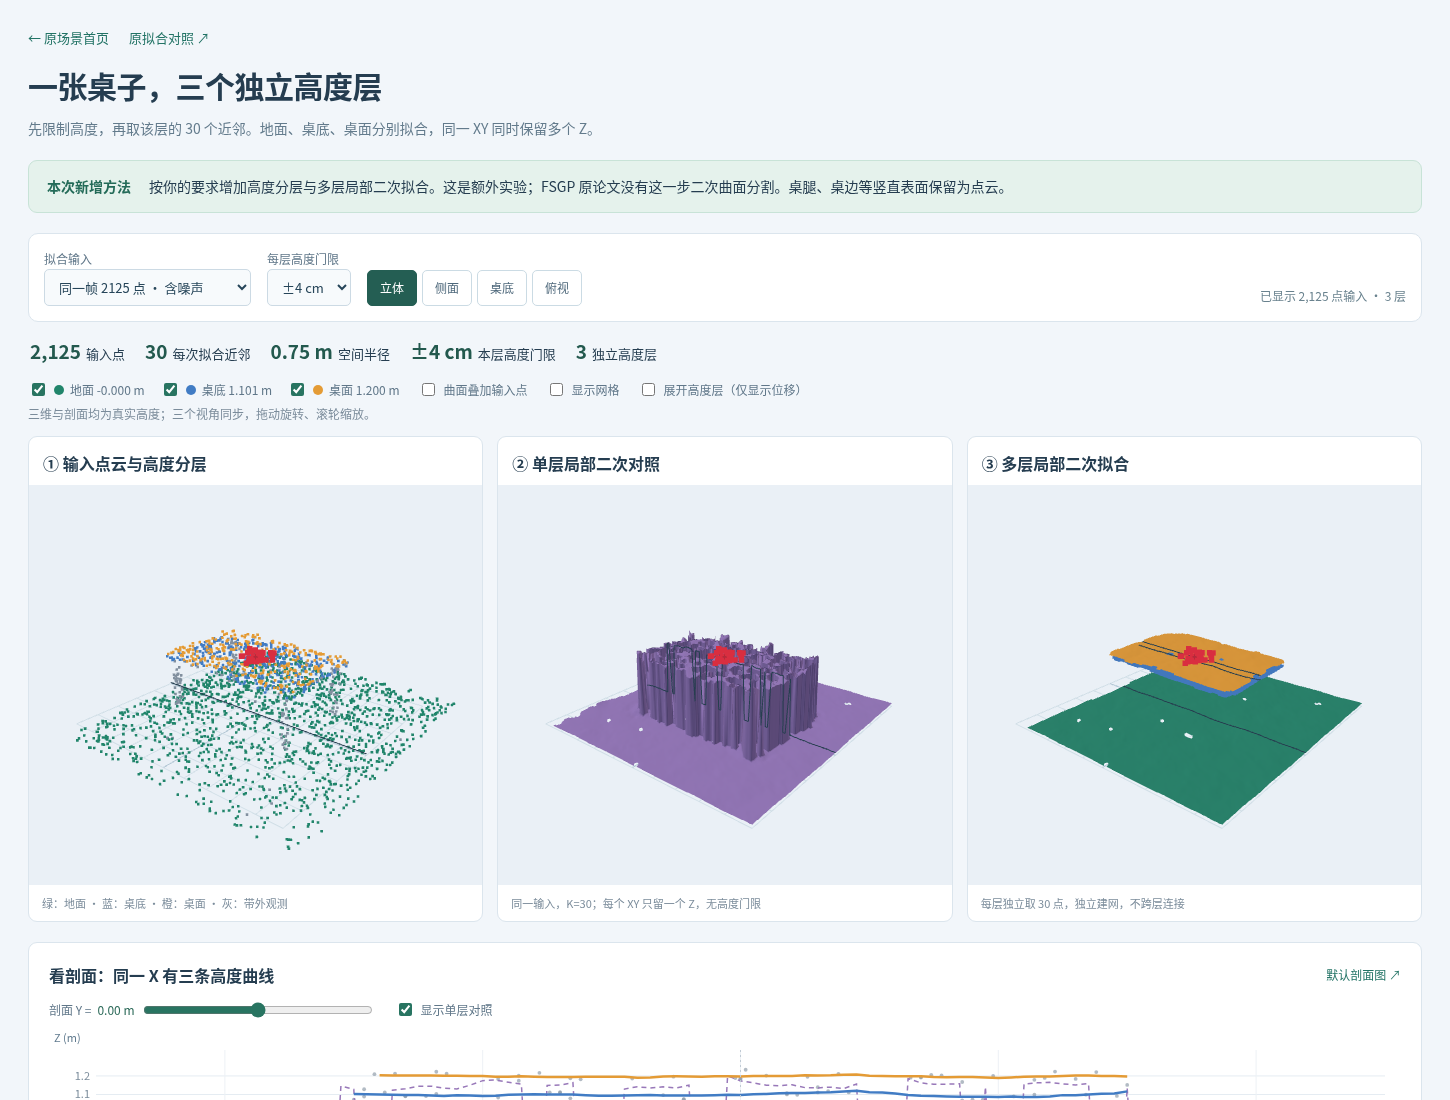 ← 原场景首页 原拟合对照 ↗
一张桌子，三个独立高度层
先限制高度，再取该层的 30 个近邻。地面、桌底、桌面分别拟合，同一 XY 同时保留多个 Z。
本次新增方法 按你的要求增加高度分层与多层局部二次拟合。这是额外实验；FSGP 原论文没有这一步二次曲面分割。桌腿、桌边等竖直表面保留为点云。
拟合输入 每层高度门限
同一帧 2125 点 · 含噪声 ±4 cm 立体 侧面 桌底 俯视
已显示 2,125 点输入 · 3 层
2,125 输入点 30 每次拟合近邻 0.75 m 空间半径 ±4 cm 本层高度门限 3 独立高度层
地面 -0.000 m 桌底 1.101 m 桌面 1.200 m 曲面叠加输入点 显示网格 展开高度层（仅显示位移）
三维与剖面均为真实高度；三个视角同步，拖动旋转、滚轮缩放。
① 输入点云与高度分层
② 单层局部二次对照
③ 多层局部二次拟合
绿：地面 · 蓝：桌底 · 橙：桌面 · 灰：带外观测
同一输入，K=30；每个 XY 只留一个 Z，无高度门限
每层独立取 30 点，独立建网，不跨层连接
看剖面：同一 X 有三条高度曲线
默认剖面图 ↗
剖面 Y = 0.00 m 显示单层对照
Z (m)
1.2
1.1